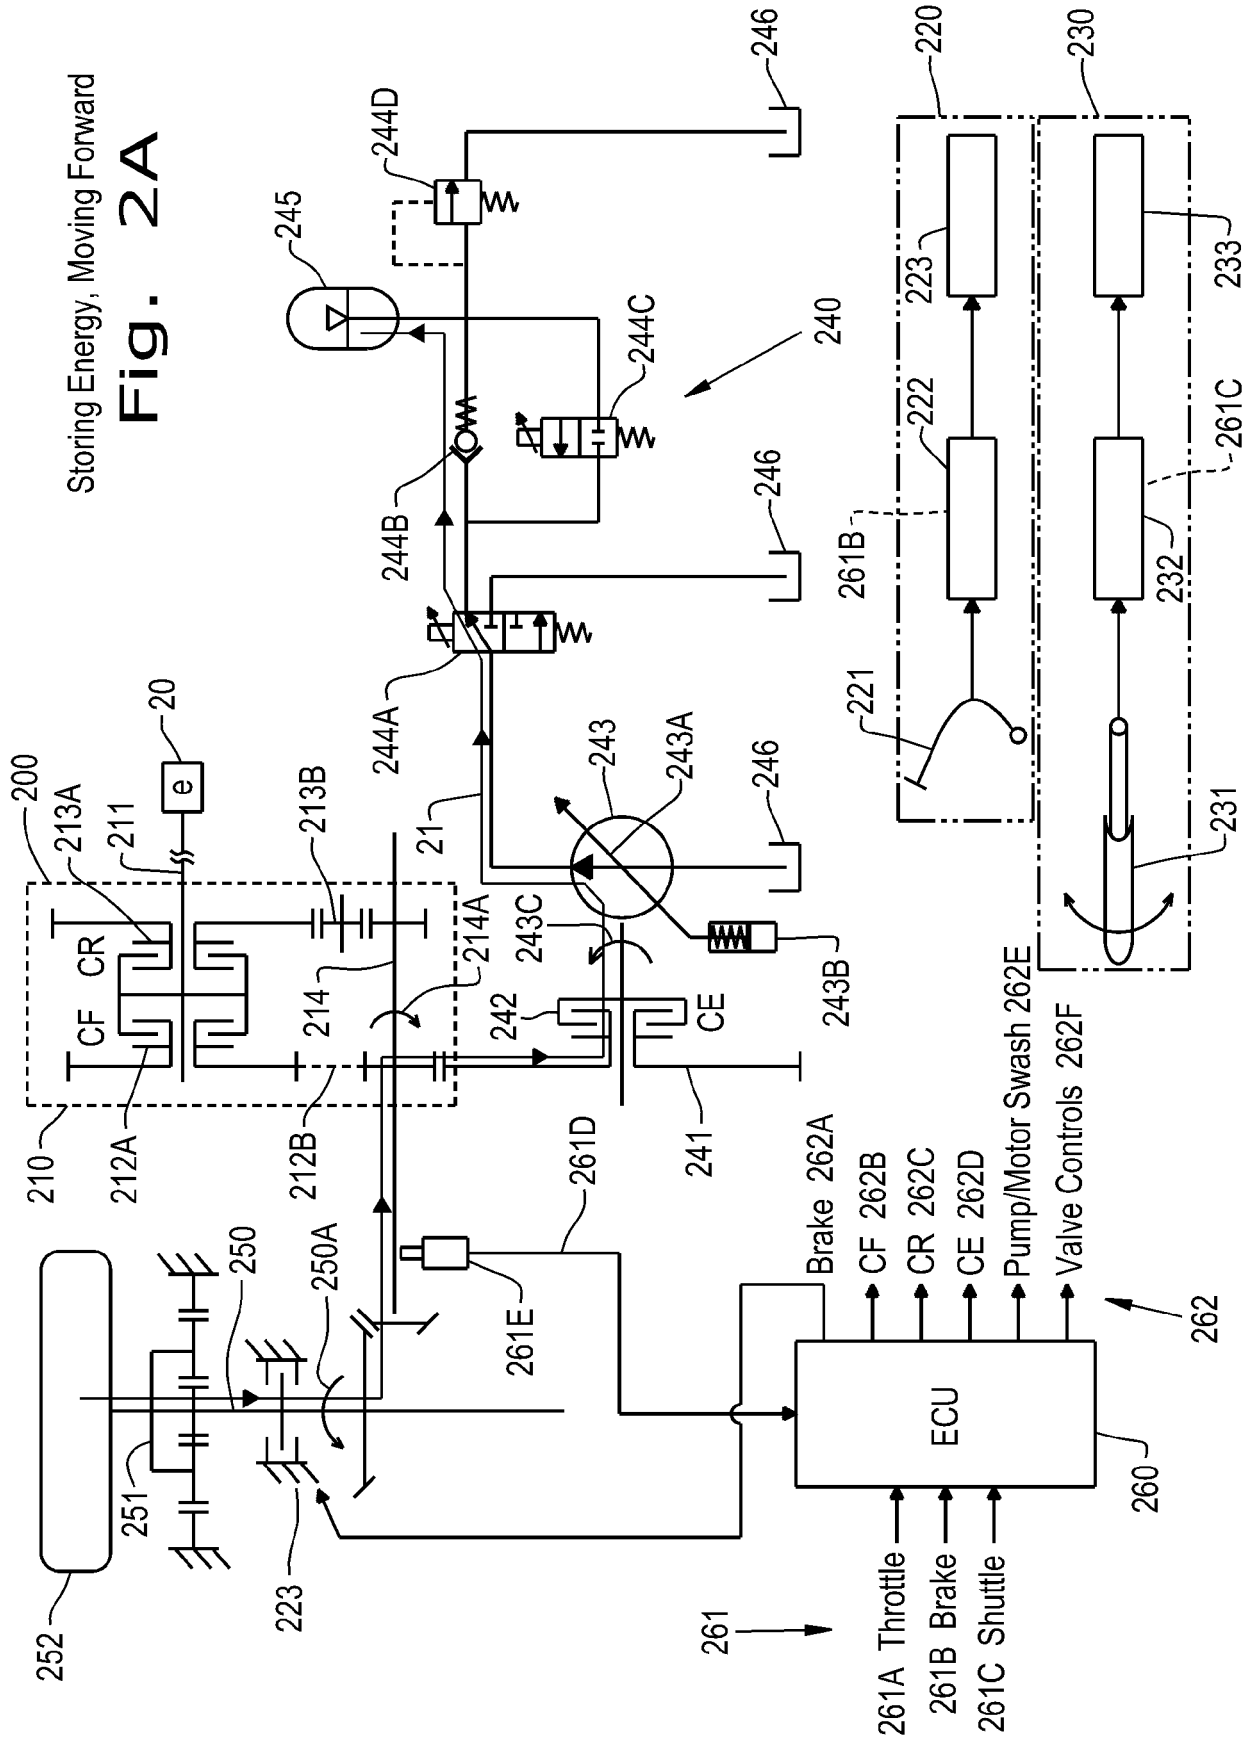 Storing Energy, Moving Forward
Fig. 2A
252
251
223
250
250A
261E
261D
210
212A
CF
CR
213A
200
211
e
20
212B
214
213B
214A
241
242
CE
243C
243
243A
243B
21
246
244A
244B
246
245
244C
240
244D
246
261
261A Throttle
261B Brake
261C Shuttle
ECU
260
262
Brake 262A
CF 262B
CR 262C
CE 262D
Pump/Motor Swash 262E
Valve Controls 262F
221
261B
222
223
220
231
232
261C
233
230